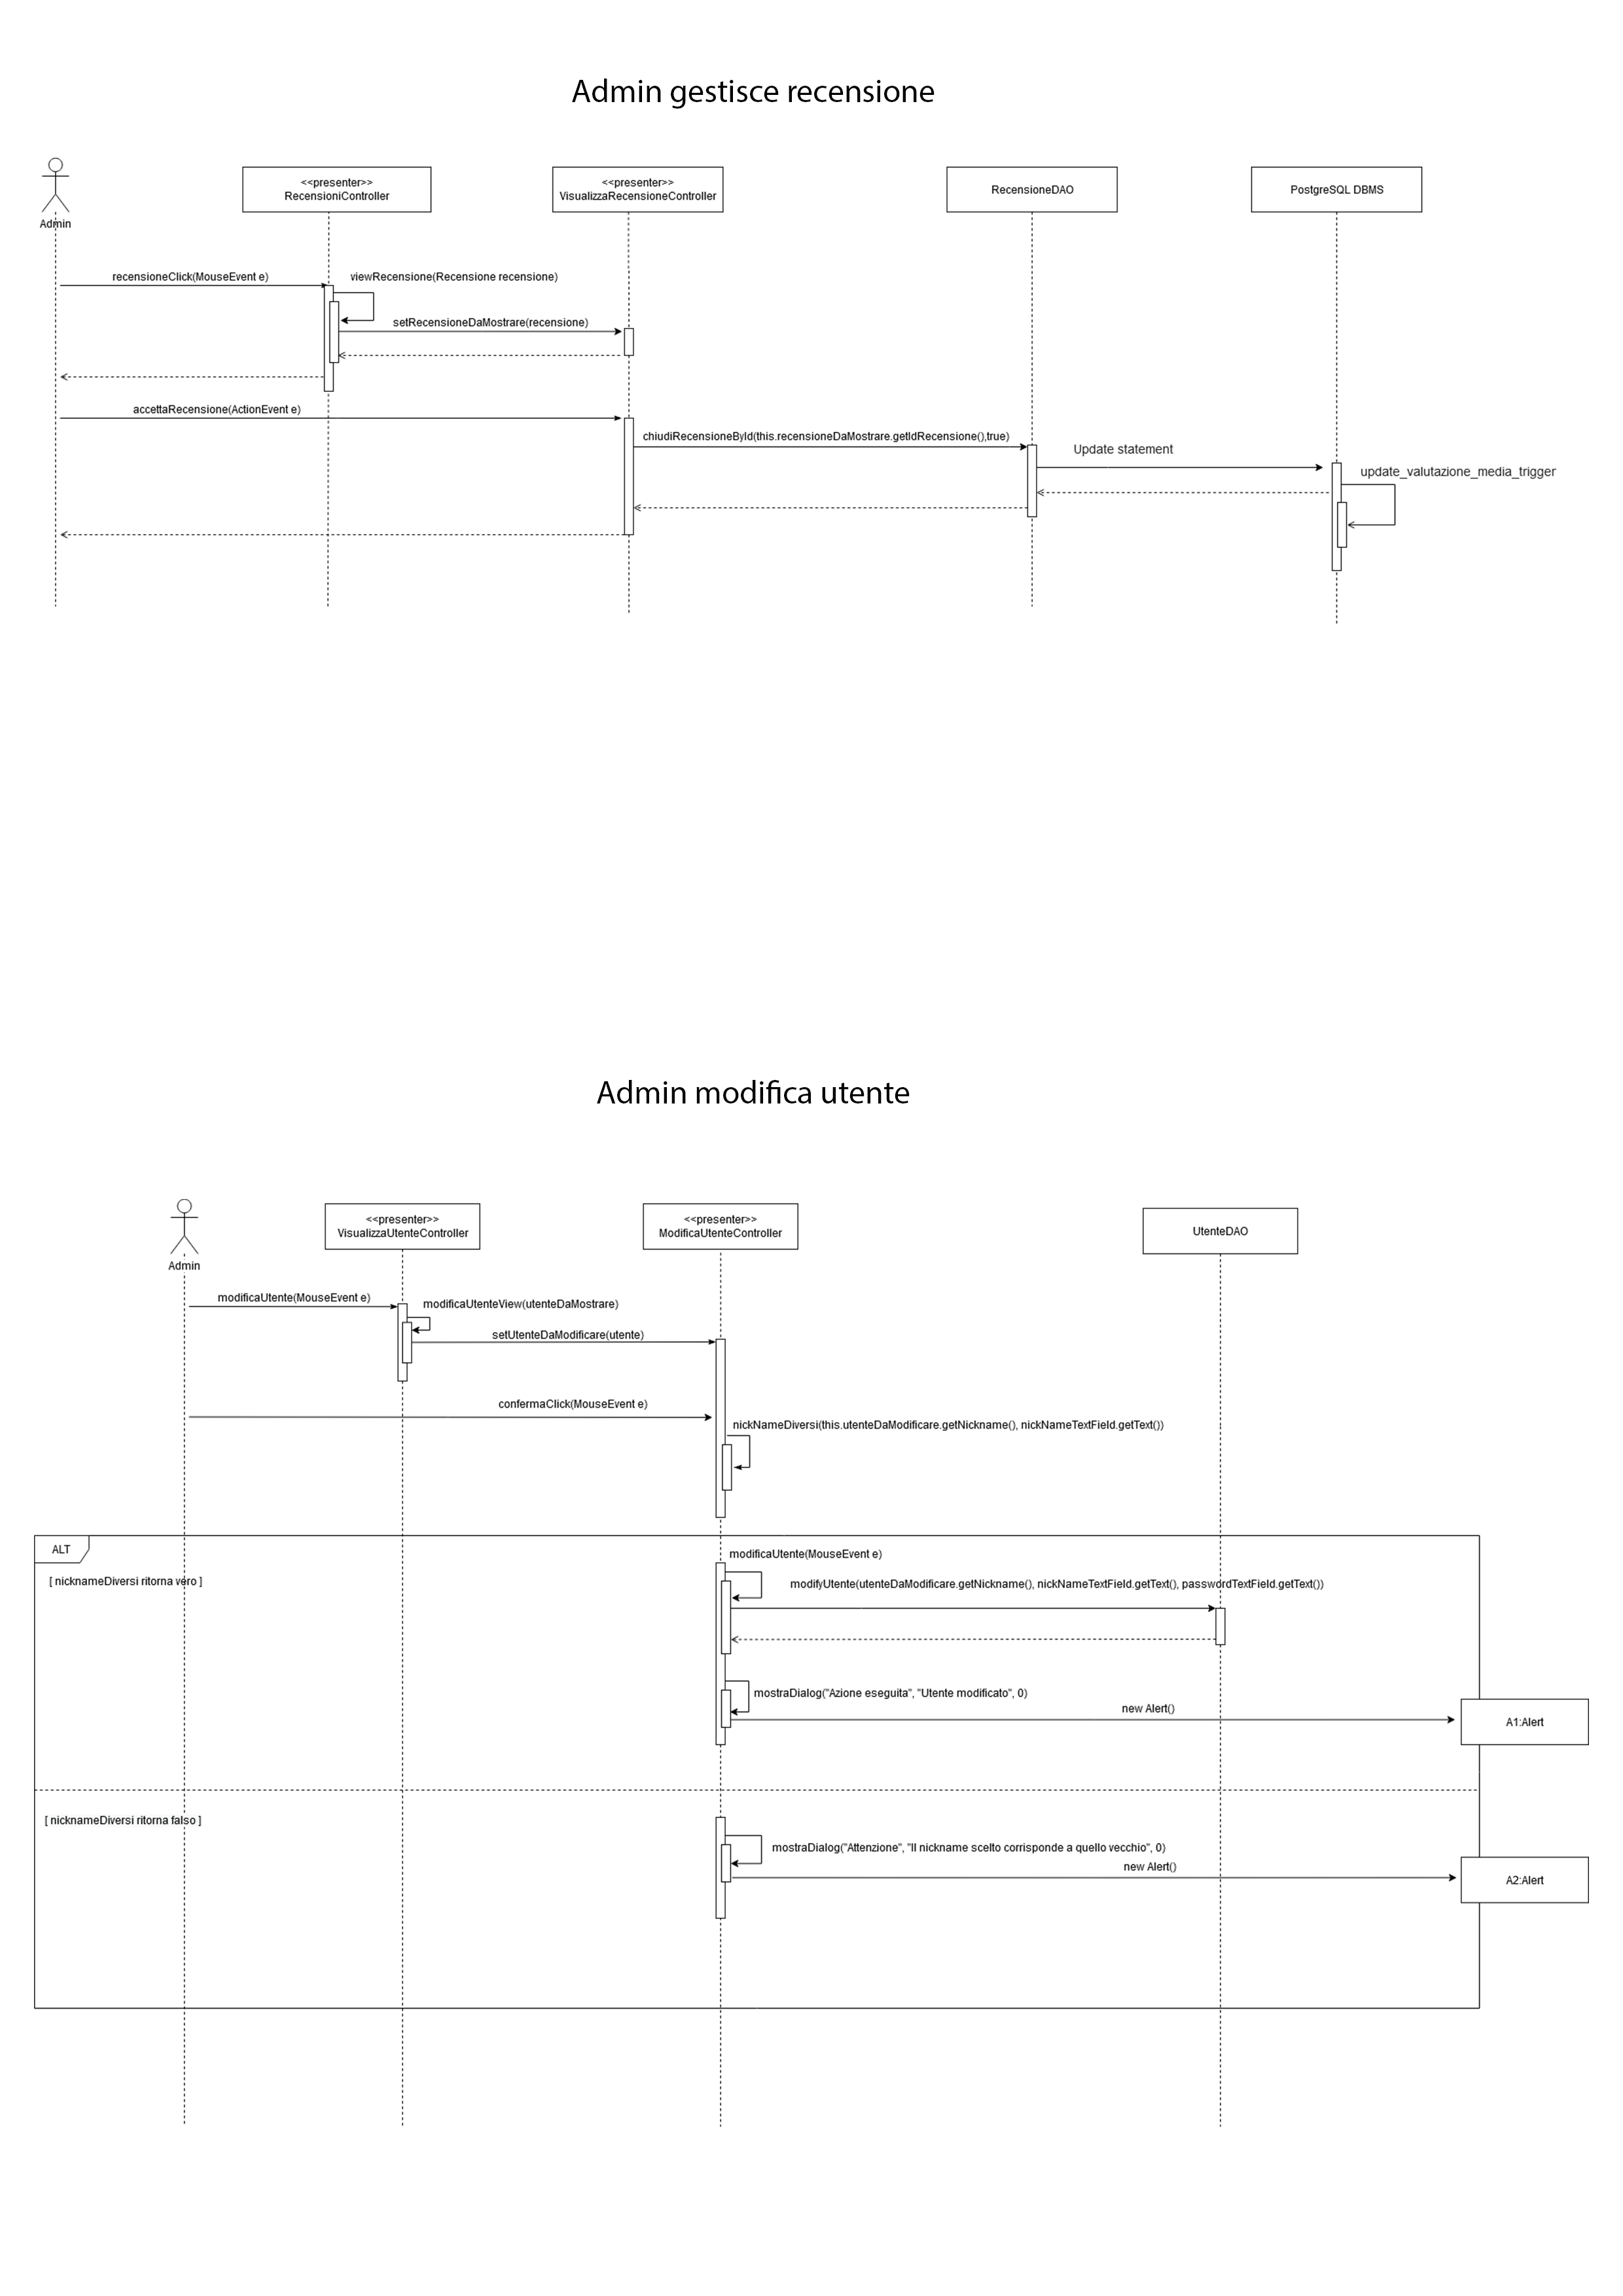 Admin gestisce recensione
<<presenter>>
RecensioniController
<<presenter>>
VisualizzaRecensioneController
RecensioneDAO
PostgreSQL DBMS
Admin
recensioneClick(MouseEvent e)
viewRecensione(Recensione recensione)
setRecensioneDaMostrare(recensione)
accettaRecensione(ActionEvent e)
chiudiRecensioneById(this.recensioneDaMostrare.getIdRecensione(),true)
Update statement
update_valutazione_media_trigger
Admin modifica utente
<<presenter>>
VisualizzaUtenteController
<<presenter>>
ModificaUtenteController
UtenteDAO
Admin
modificaUtente(MouseEvent e)
modificaUtenteView(utenteDaMostrare)
setUtenteDaModificare(utente)
confermaClick(MouseEvent e)
nickNameDiversi(this.utenteDaModificare.getNickname(), nickNameTextField.getText())
ALT
modificaUtente(MouseEvent e)
[ nicknameDiversi ritorna vero ]
modifyUtente(utenteDaModificare.getNickname(), nickNameTextField.getText(), passwordTextField.getText())
mostraDialog("Azione eseguita", "Utente modificato", 0)
new Alert()
A1:Alert
[ nicknameDiversi ritorna falso ]
mostraDialog("Attenzione", "Il nickname scelto corrisponde a quello vecchio", 0)
new Alert()
A2:Alert